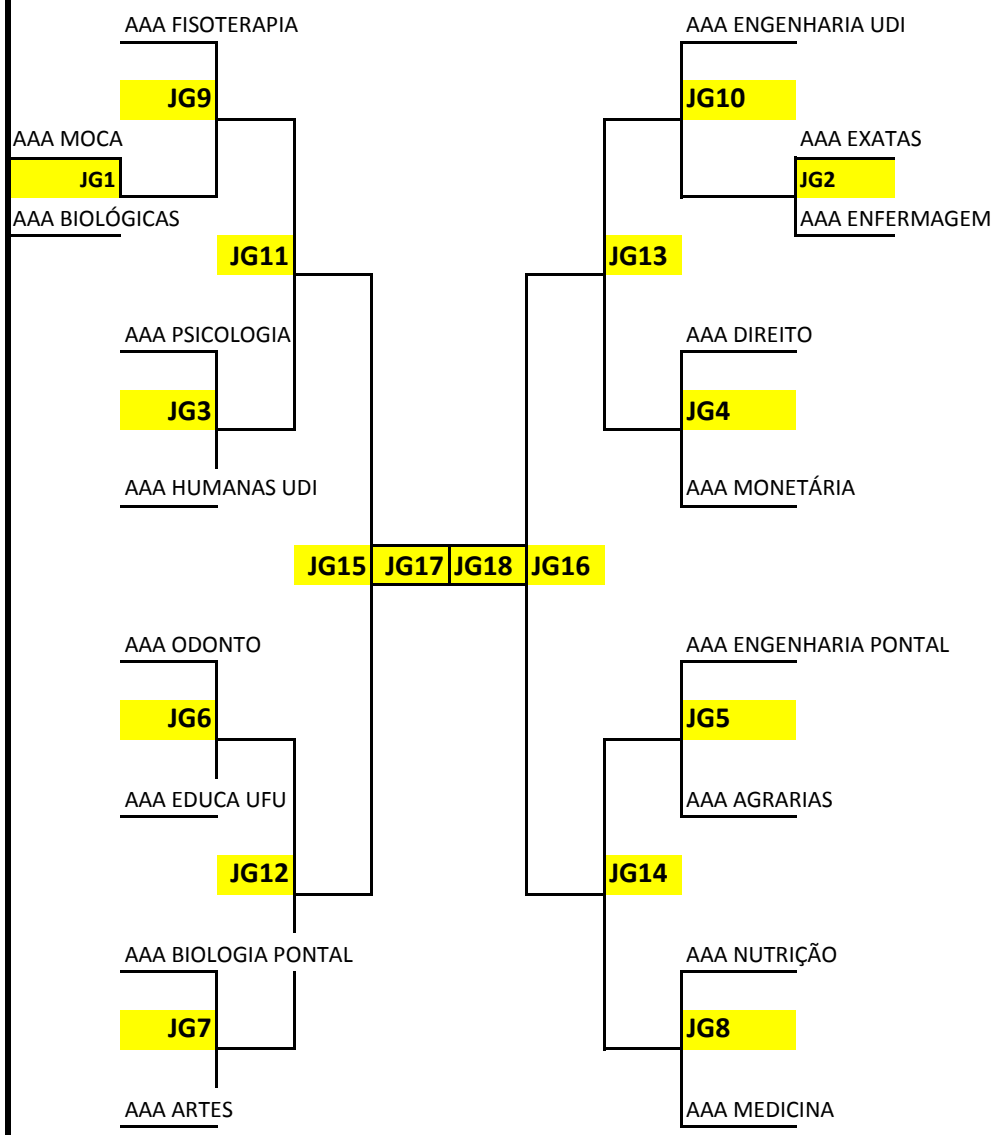 AAA FISOTERAPIA
AAA ENGENHARIA UDI
JG9
JG10
AAA MOCA
AAA EXATAS
JG1
JG2
AAA BIOLÓGICAS
AAA ENFERMAGEM
JG11
JG13
AAA PSICOLOGIA
AAA DIREITO
JG3
JG4
AAA HUMANAS UDI
AAA MONETÁRIA
JG15 JG17 JG18 JG16
AAA ODONTO
AAA ENGENHARIA PONTAL
JG6
JG5
AAA EDUCA UFU
AAA AGRARIAS
JG12
JG14
AAA BIOLOGIA PONTAL
AAA NUTRIÇÃO
JG7
JG8
AAA ARTES
AAA MEDICINA